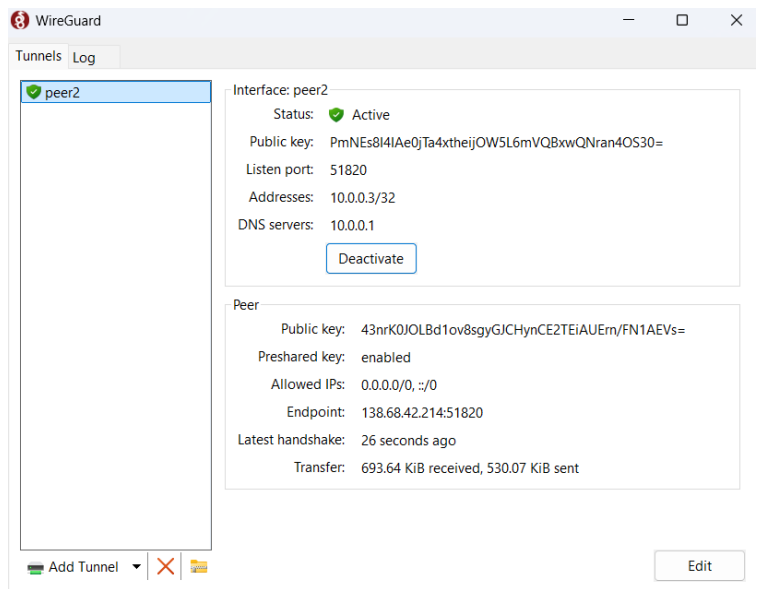 WireGuard
Tunnels Log
peer2
Interface: peer2
Status: Active
Public key: PmNEs8I4IAe0jTa4xtheijOW5L6mVQBxwQNran4OS30=
Listen port: 51820
Addresses: 10.0.0.3/32
DNS servers: 10.0.0.1
Deactivate
Peer
Public key: 43nrK0JOLBd1ov8sgyGJCHynCE2TEiAUErn/FN1AEVs=
Preshared key: enabled
Allowed IPs: 0.0.0.0/0, ::/0
Endpoint: 138.68.42.214:51820
Latest handshake: 26 seconds ago
Transfer: 693.64 KiB received, 530.07 KiB sent
Add Tunnel
Edit